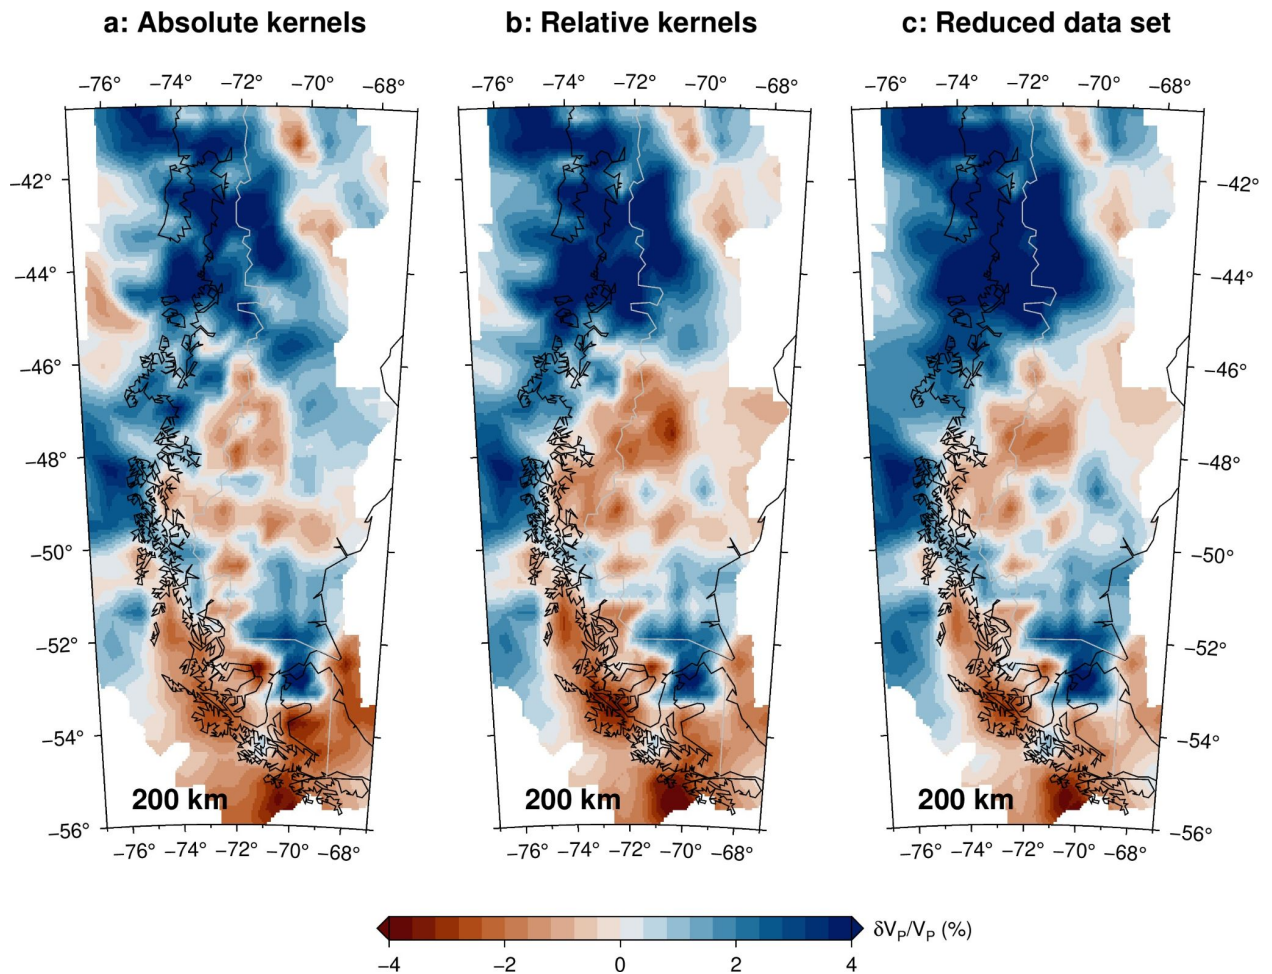 a: Absolute kernels b: Relative kernels c: Reduced data set
−76° −74° −72° −70° −68° −76° −74° −72° −70° −68° −76° −74° −72° −70° −68°
−42° −42°
−44° −44°
−46° −46°
−48° −48°
−50° −50°
−52° −52°
−54° −54°
200 km 200 km 200 km
−56° −56°
−76° −74° −72° −70° −68° −76° −74° −72° −70° −68° −76° −74° −72° −70° −68°
δVP/VP (%)
−4 −2 0 2 4